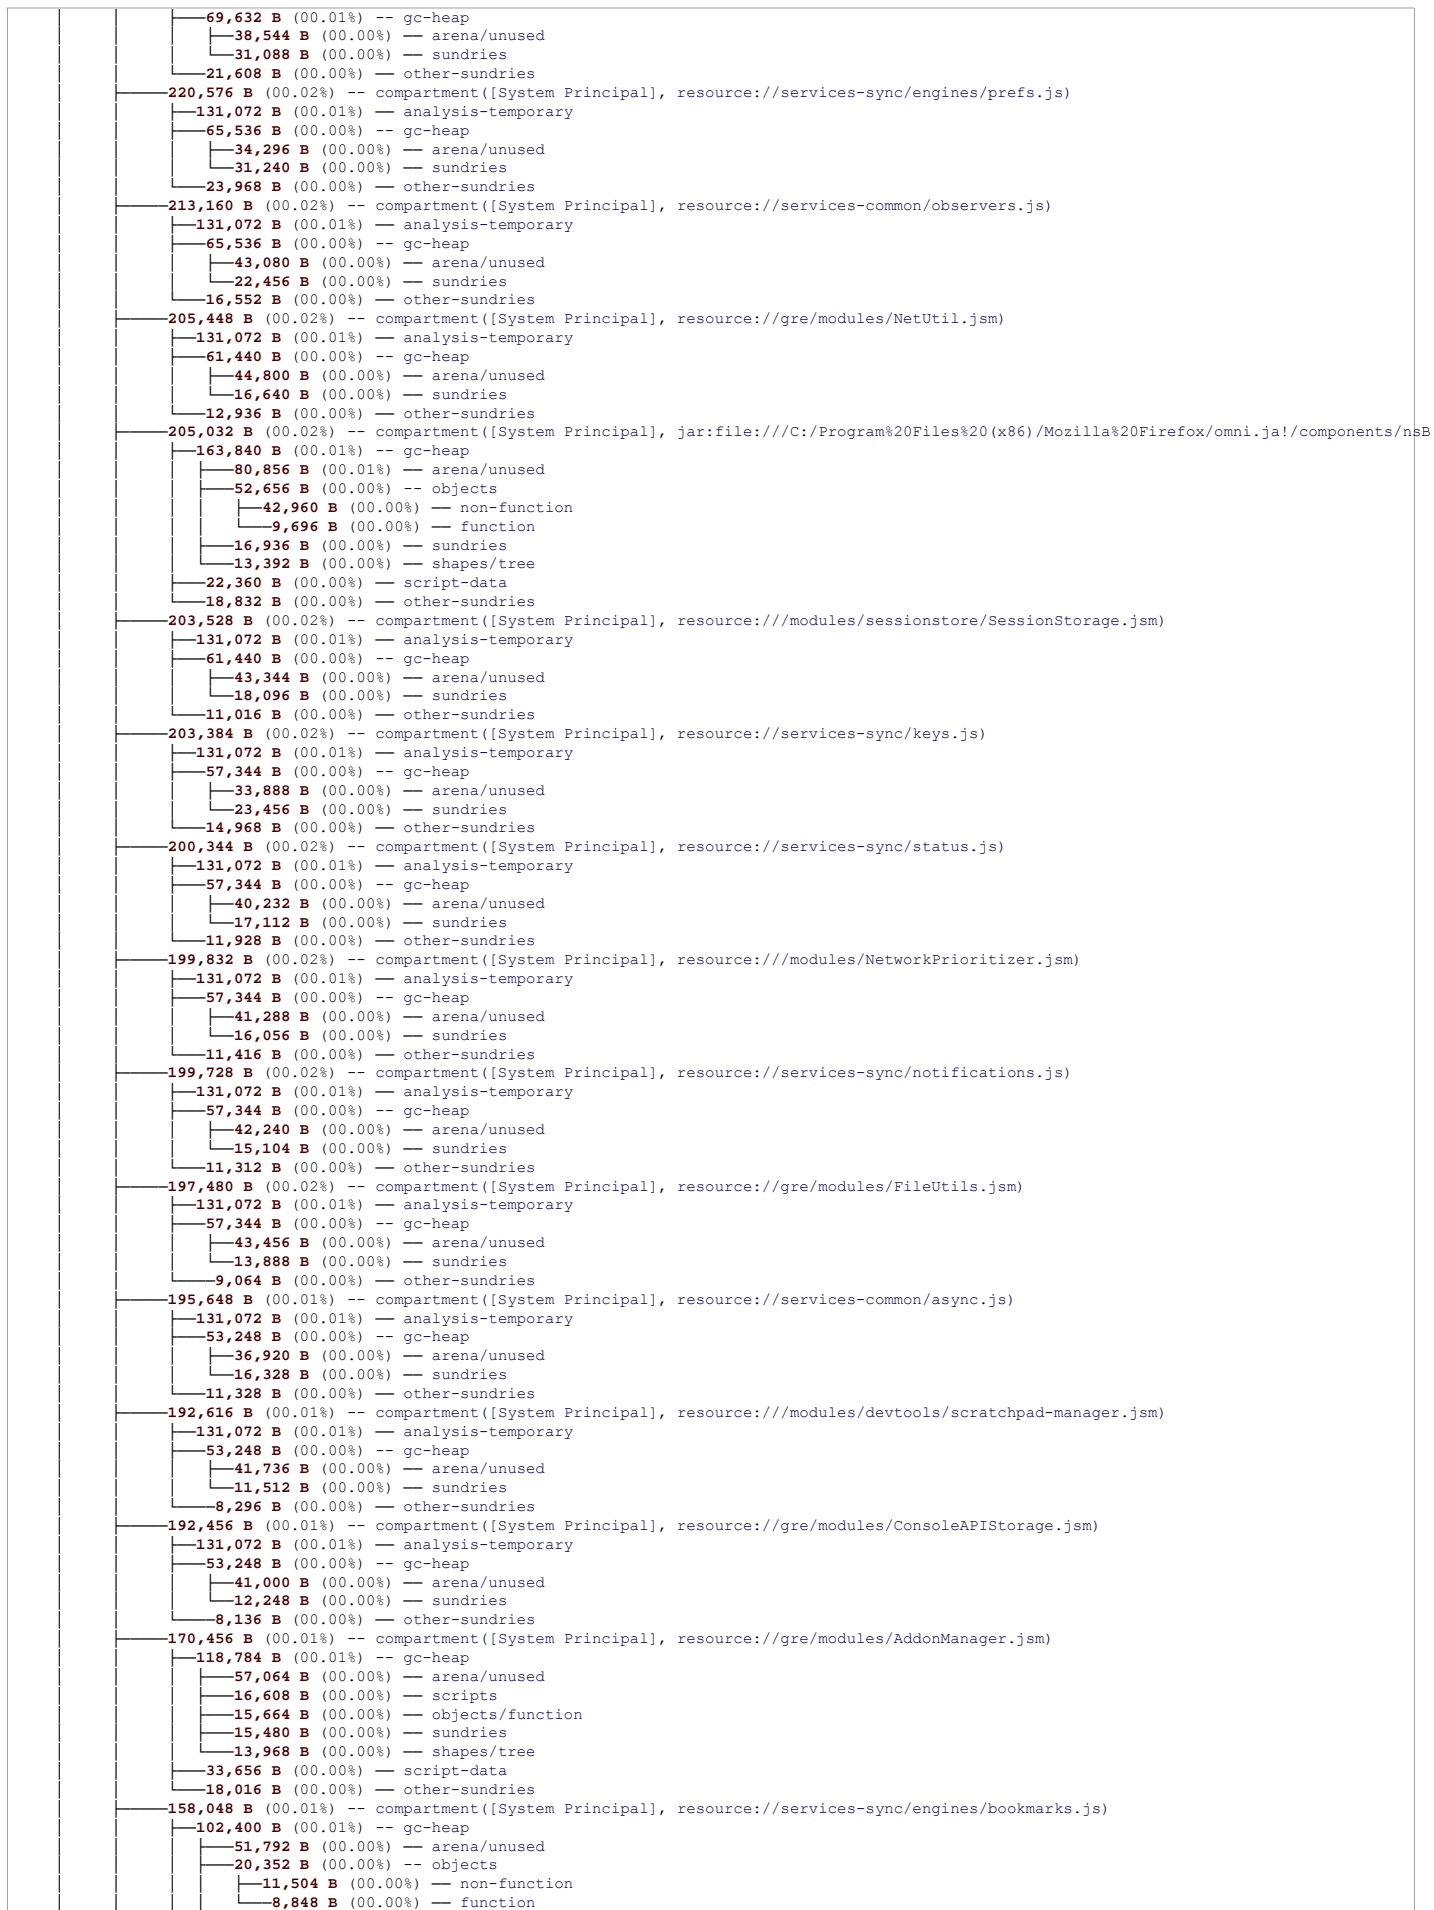 69,632 B (00.01%) -- gc-heap
38,544 B (00.00%) ── arena/unused
31,088 B (00.00%) ── sundries
21,608 B (00.00%) ── other-sundries
220,576 B (00.02%) -- compartment([System Principal], resource://services-sync/engines/prefs.js)
131,072 B (00.01%) ── analysis-temporary
65,536 B (00.00%) -- gc-heap
34,296 B (00.00%) ── arena/unused
31,240 B (00.00%) ── sundries
23,968 B (00.00%) ── other-sundries
213,160 B (00.02%) -- compartment([System Principal], resource://services-common/observers.js)
131,072 B (00.01%) ── analysis-temporary
65,536 B (00.00%) -- gc-heap
43,080 B (00.00%) ── arena/unused
22,456 B (00.00%) ── sundries
16,552 B (00.00%) ── other-sundries
205,448 B (00.02%) -- compartment([System Principal], resource://gre/modules/NetUtil.jsm)
131,072 B (00.01%) ── analysis-temporary
61,440 B (00.00%) -- gc-heap
44,800 B (00.00%) ── arena/unused
16,640 B (00.00%) ── sundries
12,936 B (00.00%) ── other-sundries
205,032 B (00.02%) -- compartment([System Principal], jar:file:///C:/Program%20Files%20(x86)/Mozilla%20Firefox/omni.ja!/components/nsB
163,840 B (00.01%) -- gc-heap
80,856 B (00.01%) ── arena/unused
52,656 B (00.00%) -- objects
42,960 B (00.00%) ── non-function
9,696 B (00.00%) ── function
16,936 B (00.00%) ── sundries
13,392 B (00.00%) ── shapes/tree
22,360 B (00.00%) ── script-data
18,832 B (00.00%) ── other-sundries
203,528 B (00.02%) -- compartment([System Principal], resource:///modules/sessionstore/SessionStorage.jsm)
131,072 B (00.01%) ── analysis-temporary
61,440 B (00.00%) -- gc-heap
43,344 B (00.00%) ── arena/unused
18,096 B (00.00%) ── sundries
11,016 B (00.00%) ── other-sundries
203,384 B (00.02%) -- compartment([System Principal], resource://services-sync/keys.js)
131,072 B (00.01%) ── analysis-temporary
57,344 B (00.00%) -- gc-heap
33,888 B (00.00%) ── arena/unused
23,456 B (00.00%) ── sundries
14,968 B (00.00%) ── other-sundries
200,344 B (00.02%) -- compartment([System Principal], resource://services-sync/status.js)
131,072 B (00.01%) ── analysis-temporary
57,344 B (00.00%) -- gc-heap
40,232 B (00.00%) ── arena/unused
17,112 B (00.00%) ── sundries
11,928 B (00.00%) ── other-sundries
199,832 B (00.02%) -- compartment([System Principal], resource:///modules/NetworkPrioritizer.jsm)
131,072 B (00.01%) ── analysis-temporary
57,344 B (00.00%) -- gc-heap
41,288 B (00.00%) ── arena/unused
16,056 B (00.00%) ── sundries
11,416 B (00.00%) ── other-sundries
199,728 B (00.02%) -- compartment([System Principal], resource://services-sync/notifications.js)
131,072 B (00.01%) ── analysis-temporary
57,344 B (00.00%) -- gc-heap
42,240 B (00.00%) ── arena/unused
15,104 B (00.00%) ── sundries
11,312 B (00.00%) ── other-sundries
197,480 B (00.02%) -- compartment([System Principal], resource://gre/modules/FileUtils.jsm)
131,072 B (00.01%) ── analysis-temporary
57,344 B (00.00%) -- gc-heap
43,456 B (00.00%) ── arena/unused
13,888 B (00.00%) ── sundries
9,064 B (00.00%) ── other-sundries
195,648 B (00.01%) -- compartment([System Principal], resource://services-common/async.js)
131,072 B (00.01%) ── analysis-temporary
53,248 B (00.00%) -- gc-heap
36,920 B (00.00%) ── arena/unused
16,328 B (00.00%) ── sundries
11,328 B (00.00%) ── other-sundries
192,616 B (00.01%) -- compartment([System Principal], resource:///modules/devtools/scratchpad-manager.jsm)
131,072 B (00.01%) ── analysis-temporary
53,248 B (00.00%) -- gc-heap
41,736 B (00.00%) ── arena/unused
11,512 B (00.00%) ── sundries
8,296 B (00.00%) ── other-sundries
192,456 B (00.01%) -- compartment([System Principal], resource://gre/modules/ConsoleAPIStorage.jsm)
131,072 B (00.01%) ── analysis-temporary
53,248 B (00.00%) -- gc-heap
41,000 B (00.00%) ── arena/unused
12,248 B (00.00%) ── sundries
8,136 B (00.00%) ── other-sundries
170,456 B (00.01%) -- compartment([System Principal], resource://gre/modules/AddonManager.jsm)
118,784 B (00.01%) -- gc-heap
57,064 B (00.00%) ── arena/unused
16,608 B (00.00%) ── scripts
15,664 B (00.00%) ── objects/function
15,480 B (00.00%) ── sundries
13,968 B (00.00%) ── shapes/tree
33,656 B (00.00%) ── script-data
18,016 B (00.00%) ── other-sundries
158,048 B (00.01%) -- compartment([System Principal], resource://services-sync/engines/bookmarks.js)
102,400 B (00.01%) -- gc-heap
51,792 B (00.00%) ── arena/unused
20,352 B (00.00%) -- objects
11,504 B (00.00%) ── non-function
8,848 B (00.00%) ── function